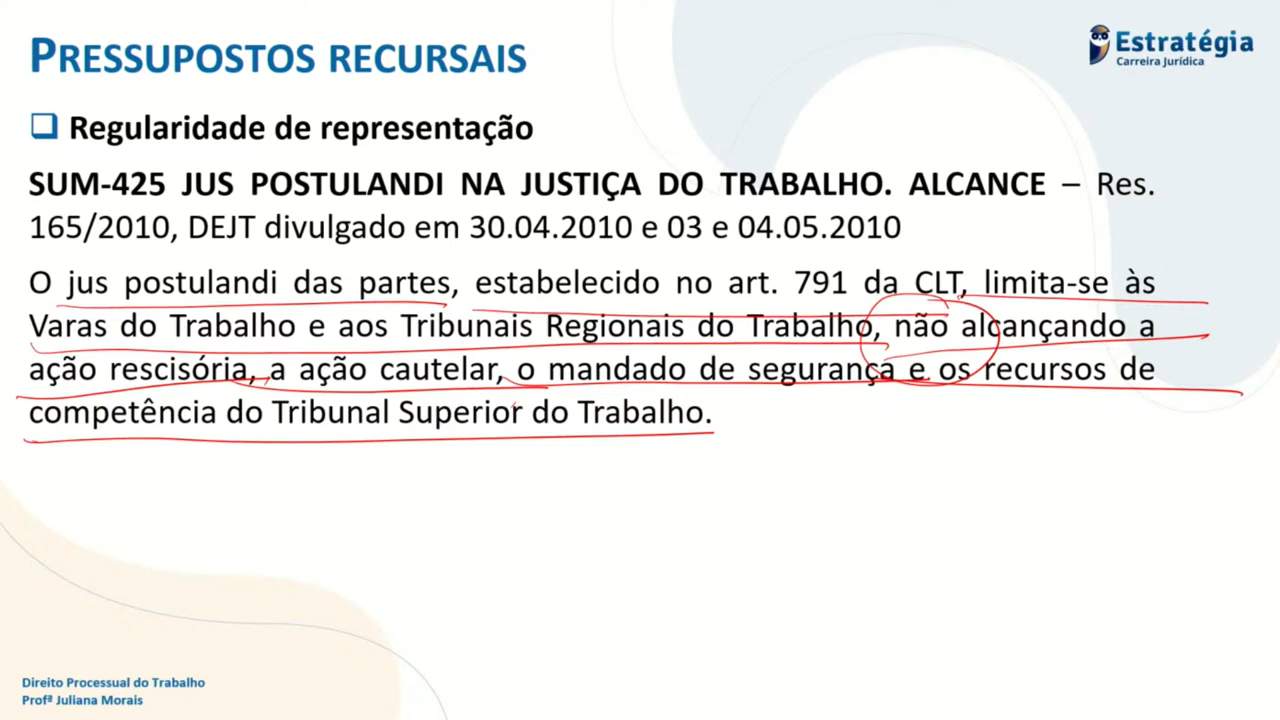 PRESSUPOSTOS RECURSAIS
Estratégia
Carreira Jurídica
Regularidade de representação
SUM-425 JUS POSTULANDI NA JUSTIÇA DO TRABALHO. ALCANCE – Res.
165/2010, DEJT divulgado em 30.04.2010 e 03 e 04.05.2010
O jus postulandi das partes, estabelecido no art. 791 da CLT, limita-se às
Varas do Trabalho e aos Tribunais Regionais do Trabalho, não alcançando a
ação rescisória, a ação cautelar, o mandado de segurança e os recursos de
competência do Tribunal Superior do Trabalho.
Direito Processual do Trabalho
Profª Juliana Morais